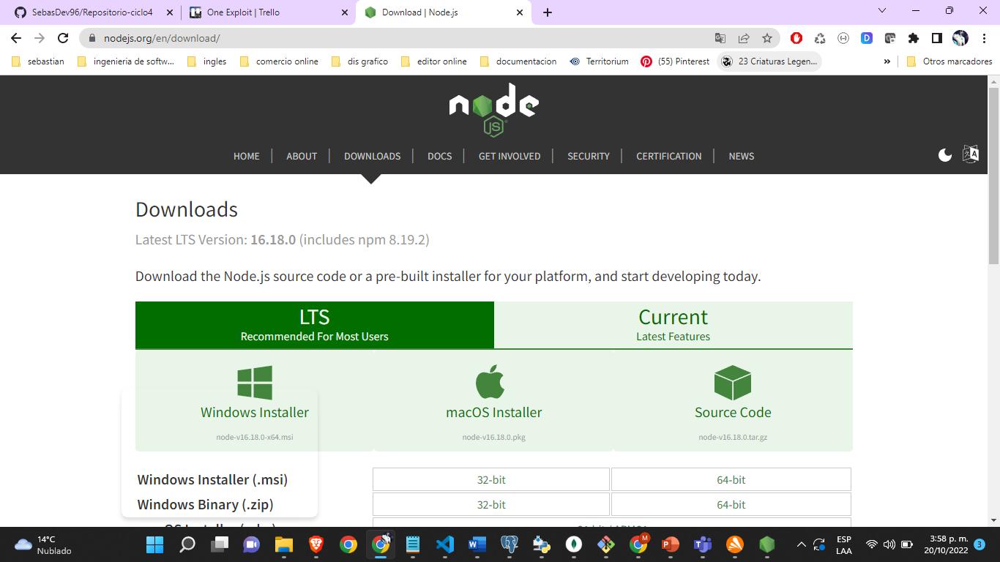 SebasDev96/Repositorio-ciclo4
One Exploit | Trello
Download | Node.js
nodejs.org/en/download/
sebastian
ingenieria de softw...
ingles
comercio online
dis grafico
editor online
documentacion
Territorium
(55) Pinterest
23 Criaturas Legen...
»
Otros marcadores
node
JS
HOME
ABOUT
DOWNLOADS
DOCS
GET INVOLVED
SECURITY
CERTIFICATION
NEWS
Downloads
Latest LTS Version: 16.18.0 (includes npm 8.19.2)
Download the Node.js source code or a pre-built installer for your platform, and start developing today.
LTS
Recommended For Most Users
Current
Latest Features
Windows Installer
node-v16.18.0-x64.msi
macOS Installer
node-v16.18.0.pkg
Source Code
node-v16.18.0.tar.gz
Windows Installer (.msi)
32-bit
64-bit
Windows Binary (.zip)
32-bit
64-bit
14°C
Nublado
ESP
LAA
3:58 p. m.
20/10/2022
3